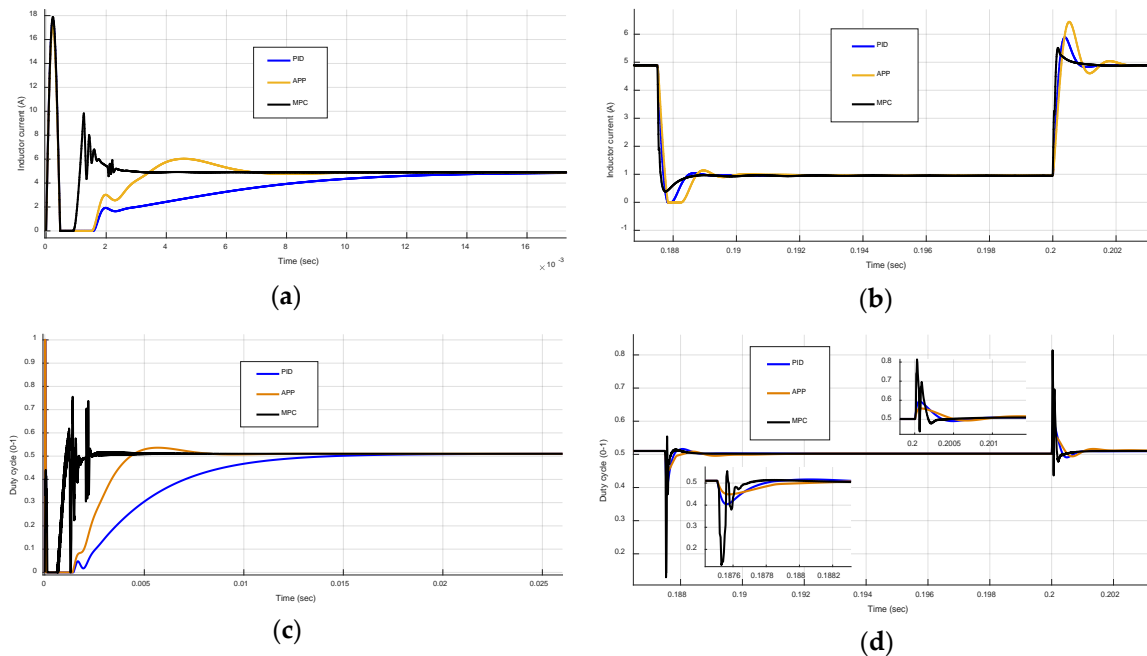 18
16
14
12
10
8
6
4
2
0
Inductor current (A)
PID
APP
MPC
0 2 4 6 8 10 12 14 16
Time (sec)
× 10 -3
(a)
6
5
4
3
2
1
0
-1
Inductor current (A)
PID
APP
MPC
0.188 0.19 0.192 0.194 0.196 0.198 0.2 0.202
Time (sec)
(b)
1
0.9
0.8
0.7
0.6
0.5
0.4
0.3
0.2
0.1
0
Duty cycle (0-1)
PID
APP
MPC
0 0.005 0.01 0.015 0.02 0.025
Time (sec)
(c)
0.8
0.7
0.6
0.5
0.4
0.3
0.2
Duty cycle (0-1)
PID
APP
MPC
0.8
0.7
0.6
0.5
0.2 0.2005 0.201
0.5
0.4
0.3
0.2
0.1876 0.1878 0.188 0.1882
0.188 0.19 0.192 0.194 0.196 0.198 0.2 0.202
Time (sec)
(d)